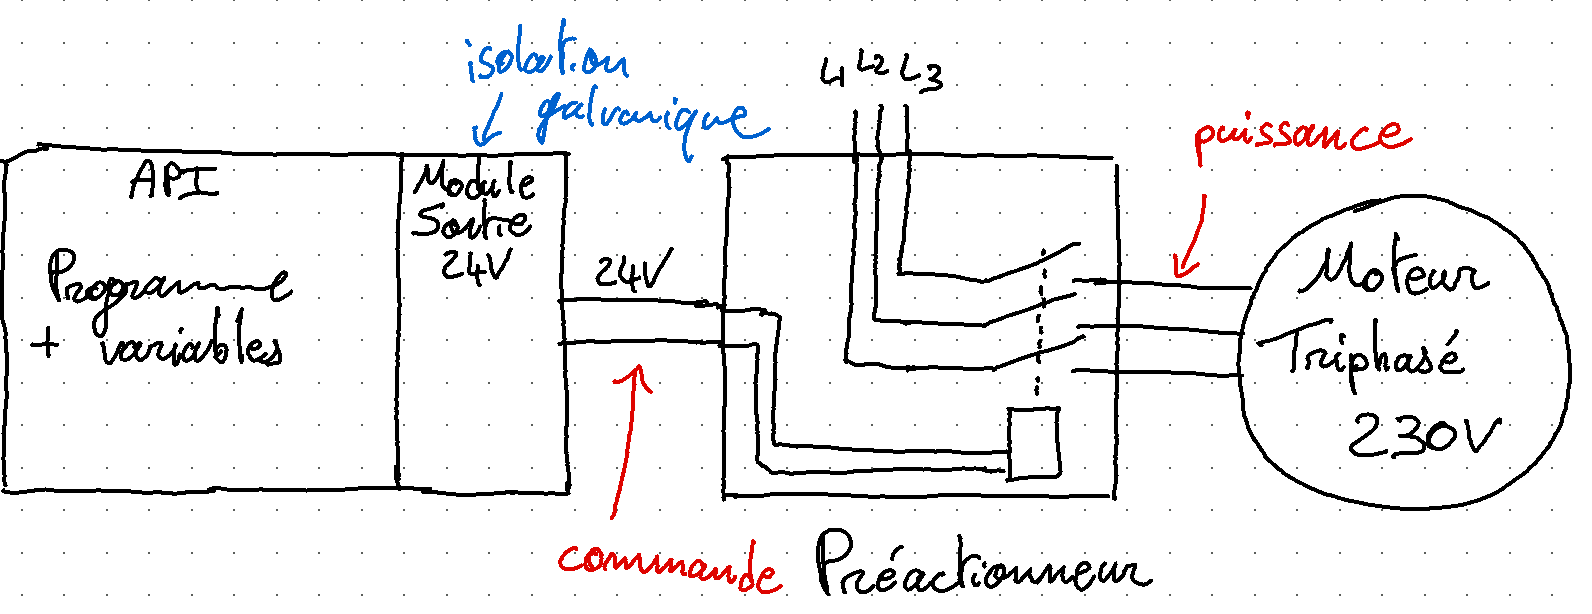 isolation
galvanique
L1 L2 L3
puissance
API
Module
Sortie
24V
Programme
+ variables
24V
Moteur
Triphasé
230V
commande
Préactionneur